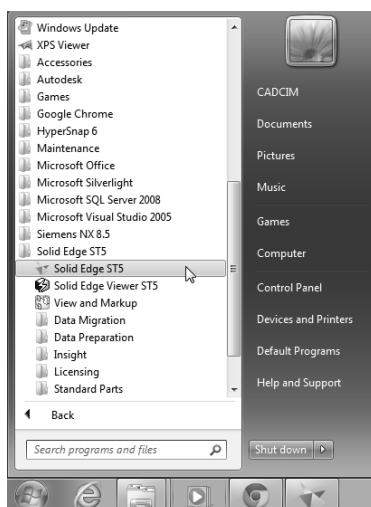 Windows Update
XPS Viewer
Accessories
Autodesk
Games
Google Chrome
HyperSnap 6
Maintenance
Microsoft Office
Microsoft Silverlight
Microsoft SQL Server 2008
Microsoft Visual Studio 2005
Siemens NX 8.5
Solid Edge ST5
Solid Edge ST5
Solid Edge Viewer ST5
View and Markup
Data Migration
Data Preparation
Insight
Licensing
Standard Parts
Back
Search programs and files
CADCIM
Documents
Pictures
Music
Games
Computer
Control Panel
Devices and Printers
Default Programs
Help and Support
Shut down